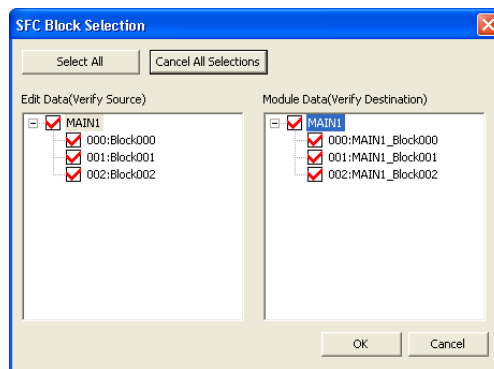 SFC Block Selection
Select All
Cancel All Selections
Edit Data(Verify Source)
Module Data(Verify Destination)
MAIN1
000:Block000
001:Block001
002:Block002
MAIN1
000:MAIN1_Block000
001:MAIN1_Block001
002:MAIN1_Block002
OK
Cancel